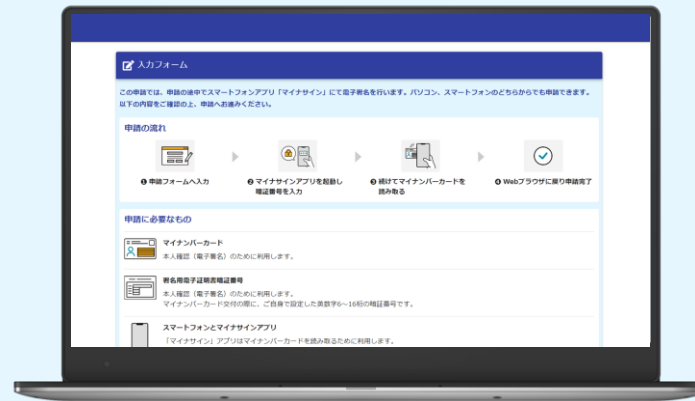 入力フォーム
この申請では、申請の途中でスマートフォンアプリ「マイナサイン」にて電子署名を行います。パソコン、スマートフォンのどちらからでも申請できます。
以下の内容をご確認の上、申請へお進みください。
申請の流れ
❶ 申請フォームへ入力
❷ マイナサインアプリを起動し
暗証番号を入力
❸ 続けてマイナンバーカードを
読み取る
❹ Webブラウザに戻り申請完了
申請に必要なもの
マイナンバーカード
本人確認(電子署名)のために利用します。
署名用電子証明書暗証番号
本人確認(電子署名)のために利用します。
マイナンバーカード交付の際に、ご自身で設定した英数字6~16桁の暗証番号です。
スマートフォンとマイナサインアプリ
「マイナサイン」アプリはマイナンバーカードを読み取るために利用します。